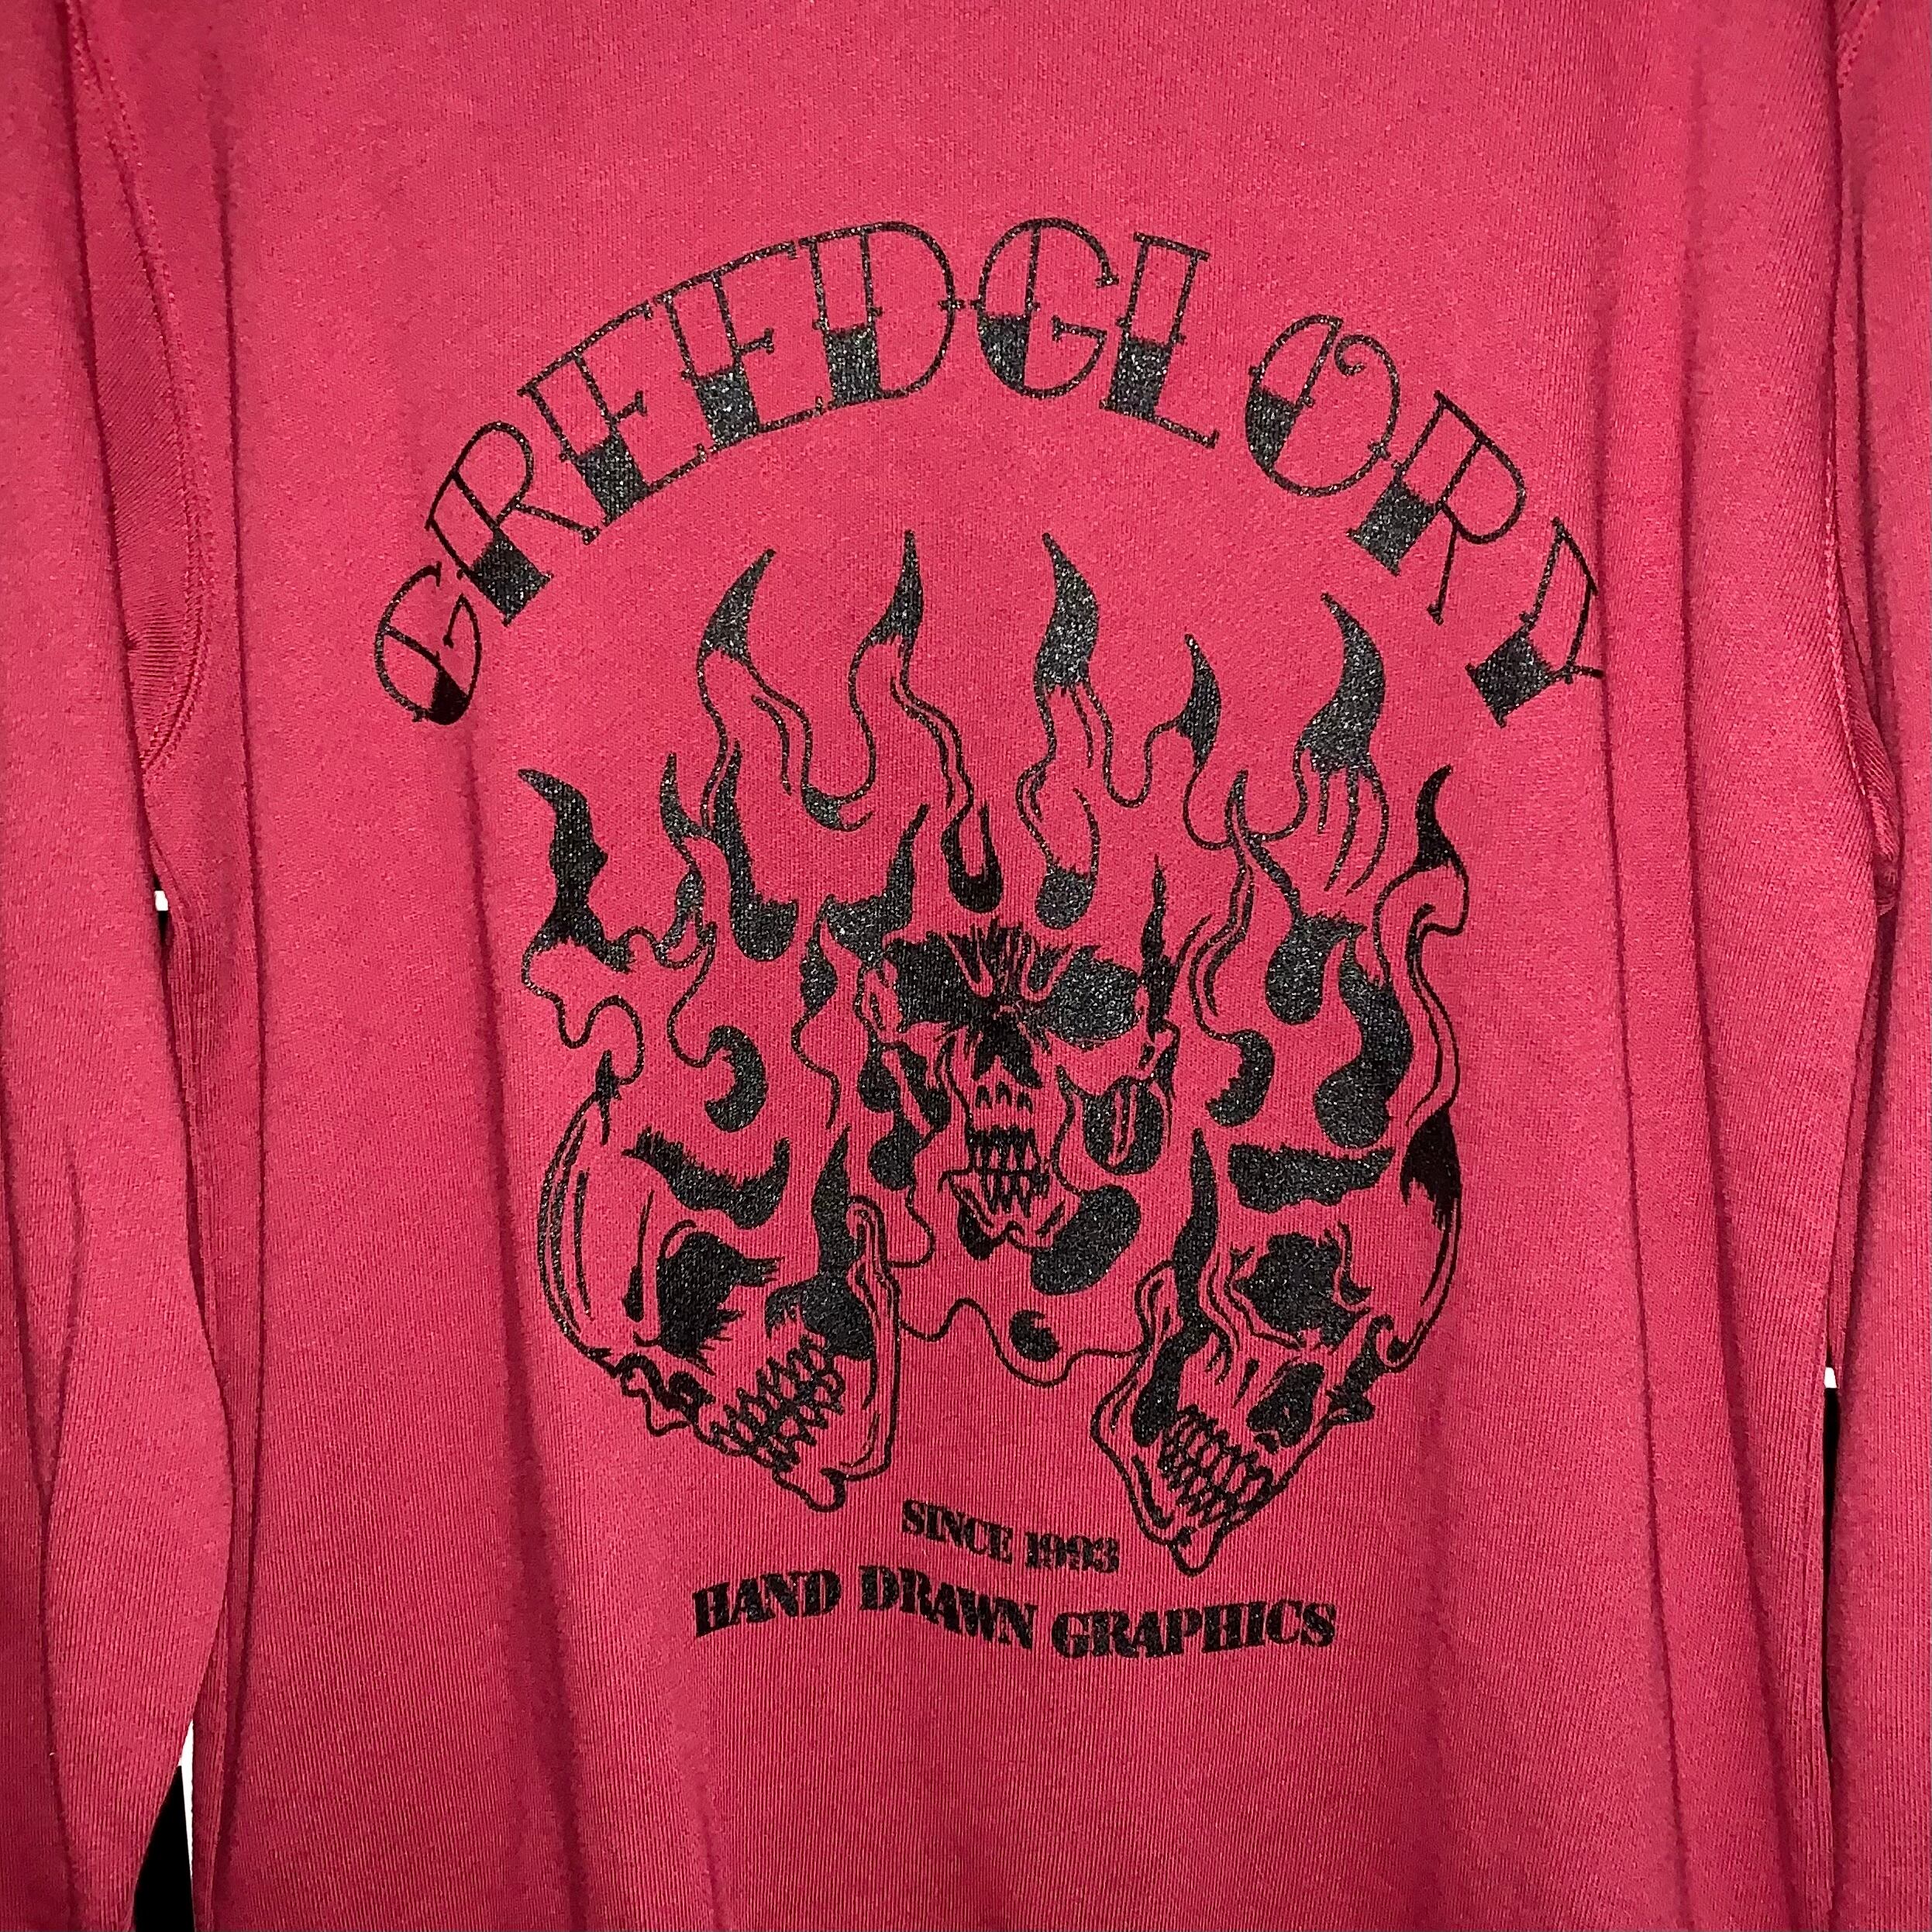 GREEDGLORY
SINCE 1993
HAND DRAWN GRAPHICS